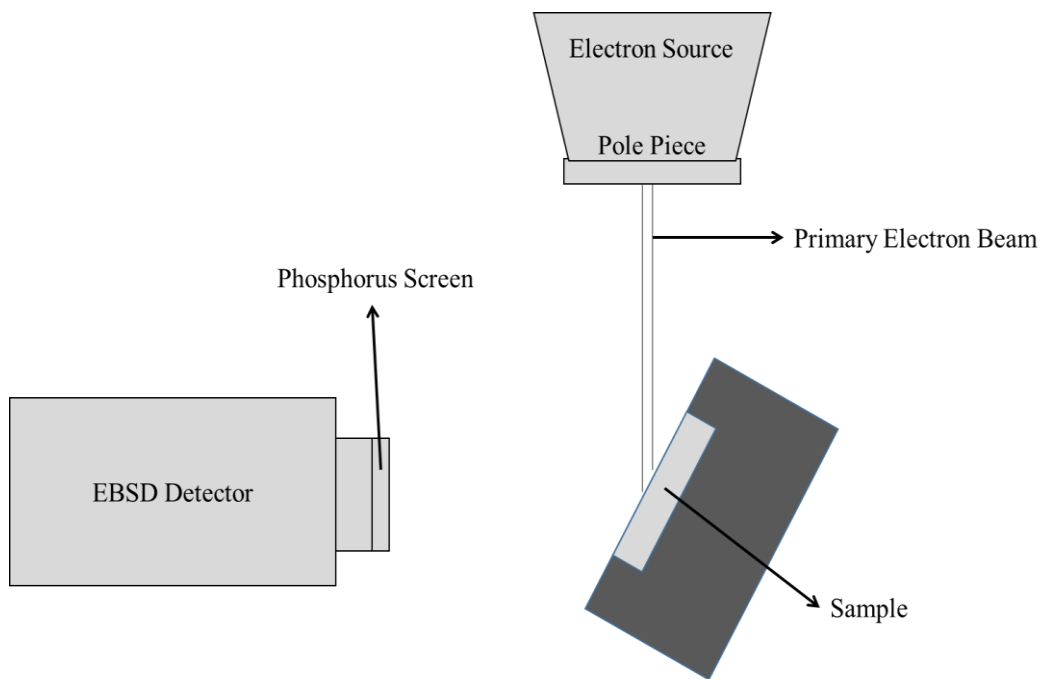 Electron Source
Pole Piece
Primary Electron Beam
Phosphorus Screen
EBSD Detector
Sample